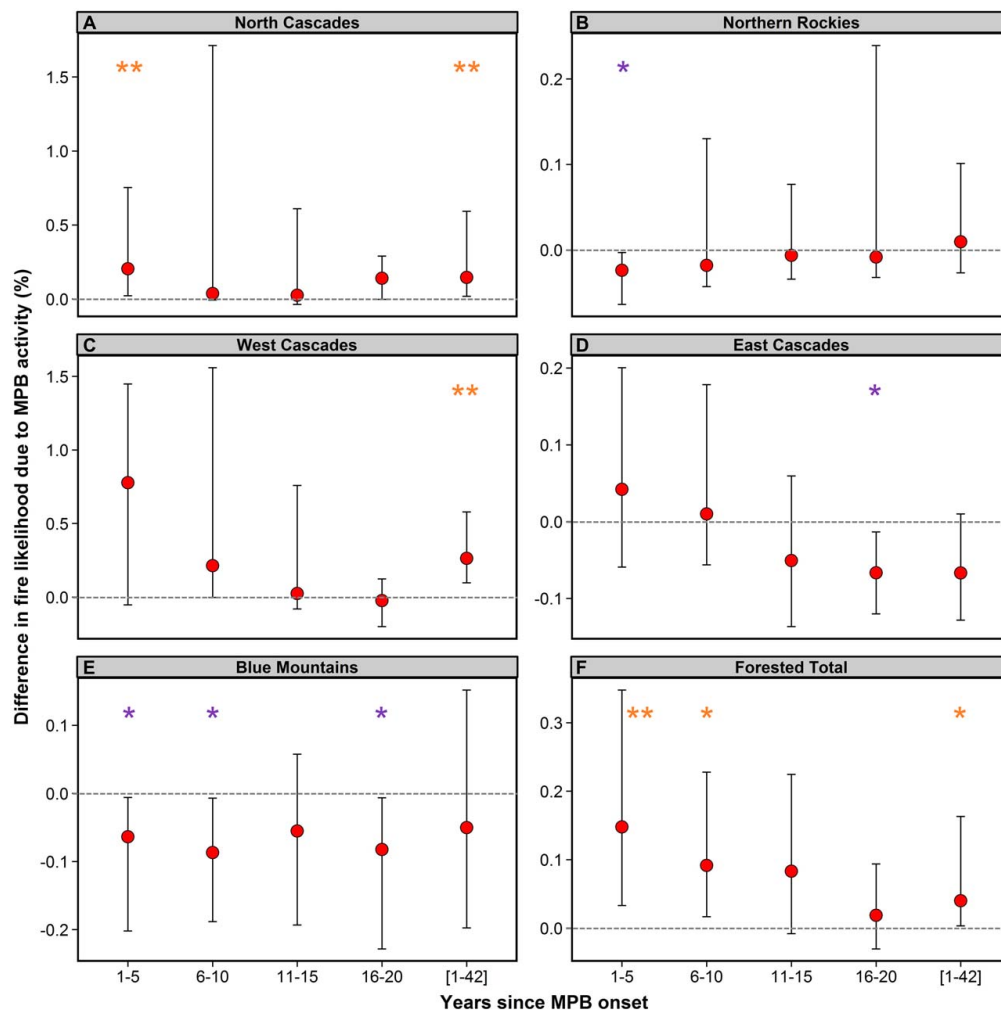 A North Cascades
B Northern Rockies
1.5
1.0
0.5
0.0
** **
0.2
0.1
0.0
*
C West Cascades
D East Cascades
1.5
1.0
0.5
0.0
**
0.2
0.1
0.0
-0.1
*
E Blue Mountains
F Forested Total
0.1
0.0
-0.1
-0.2
* * *
0.3
0.2
0.1
0.0
** * *
1-5 6-10 11-15 16-20 [1-42]
1-5 6-10 11-15 16-20 [1-42]
Years since MPB onset
Difference in fire likelihood due to MPB activity (%)